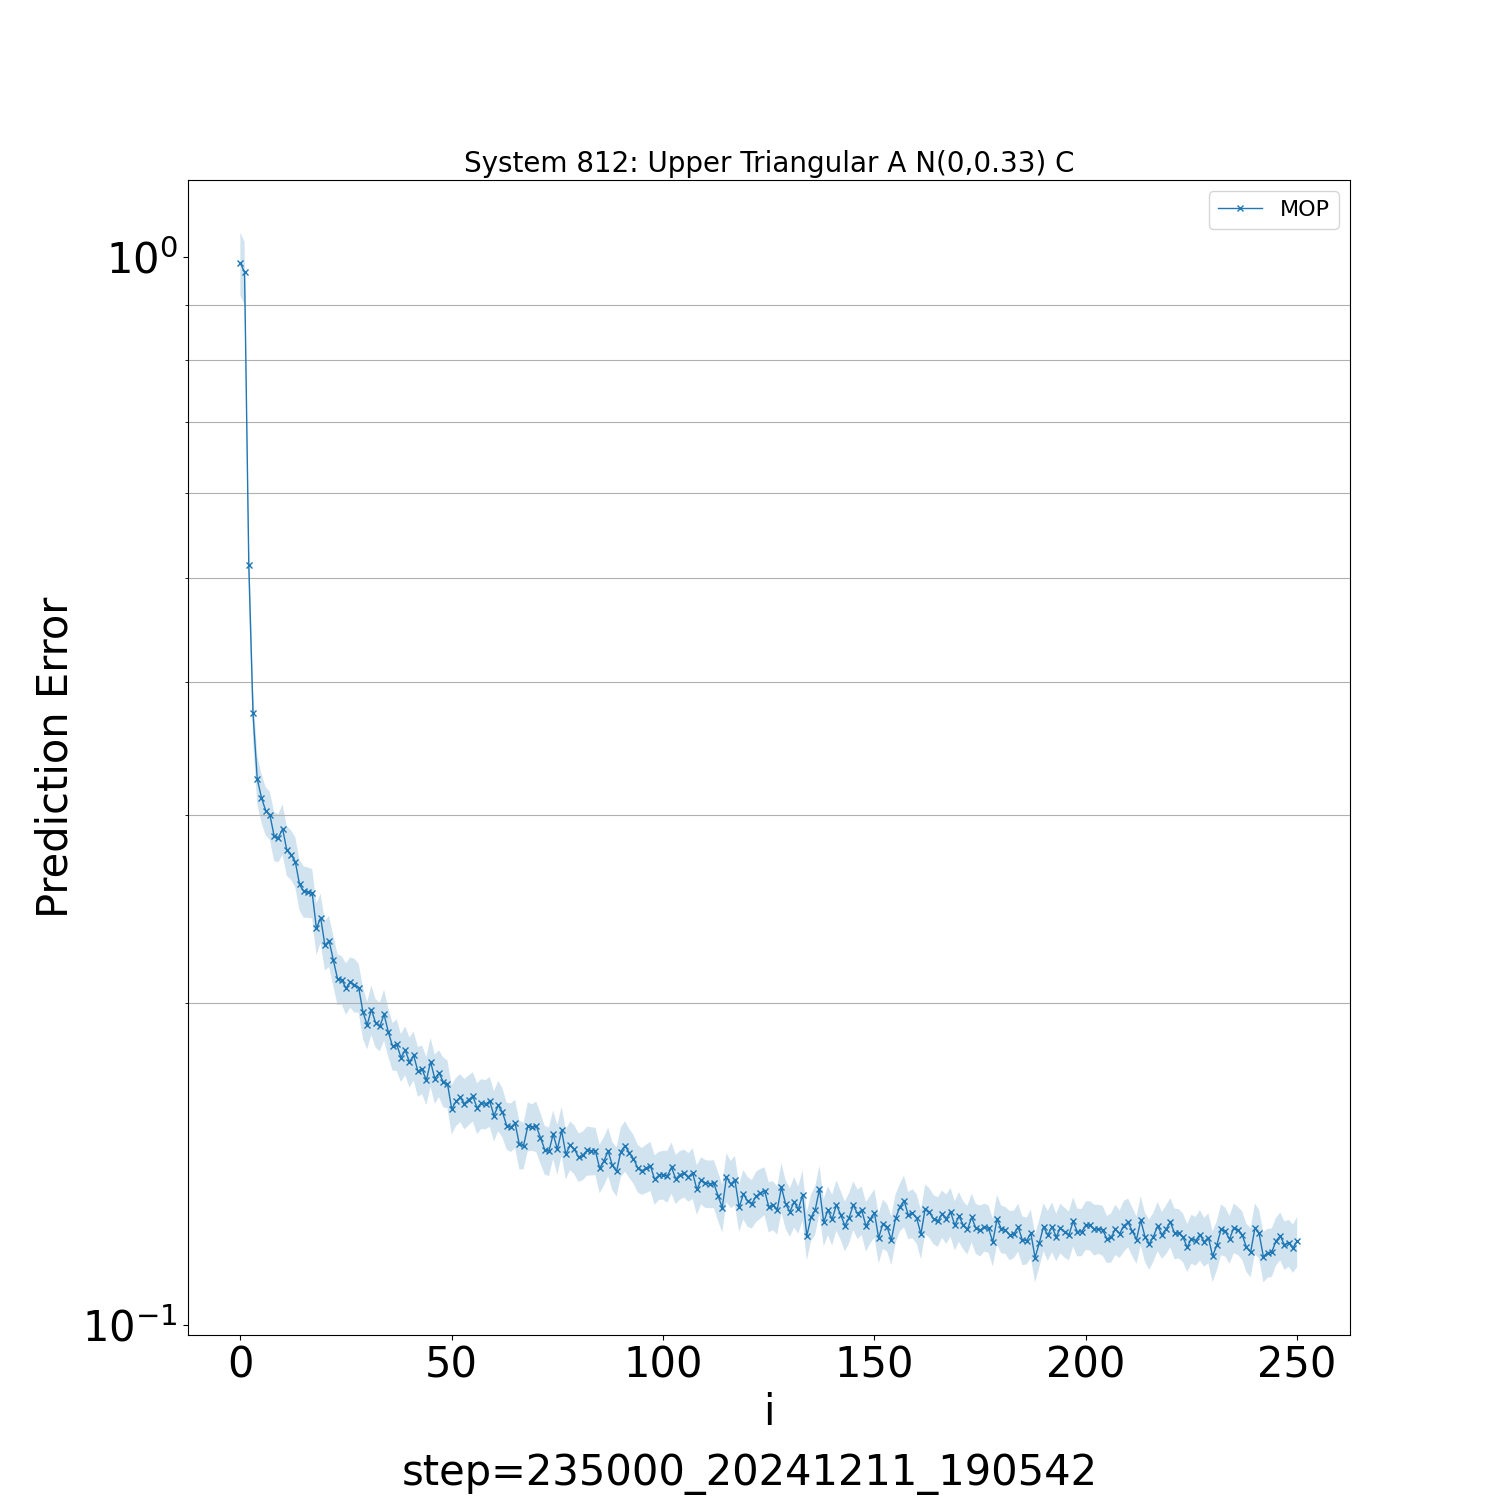 System 812: Upper Triangular A N(0,0.33) C
MOP
10⁰
10⁻¹
Prediction Error
0 50 100 150 200 250
i
step=235000_20241211_190542